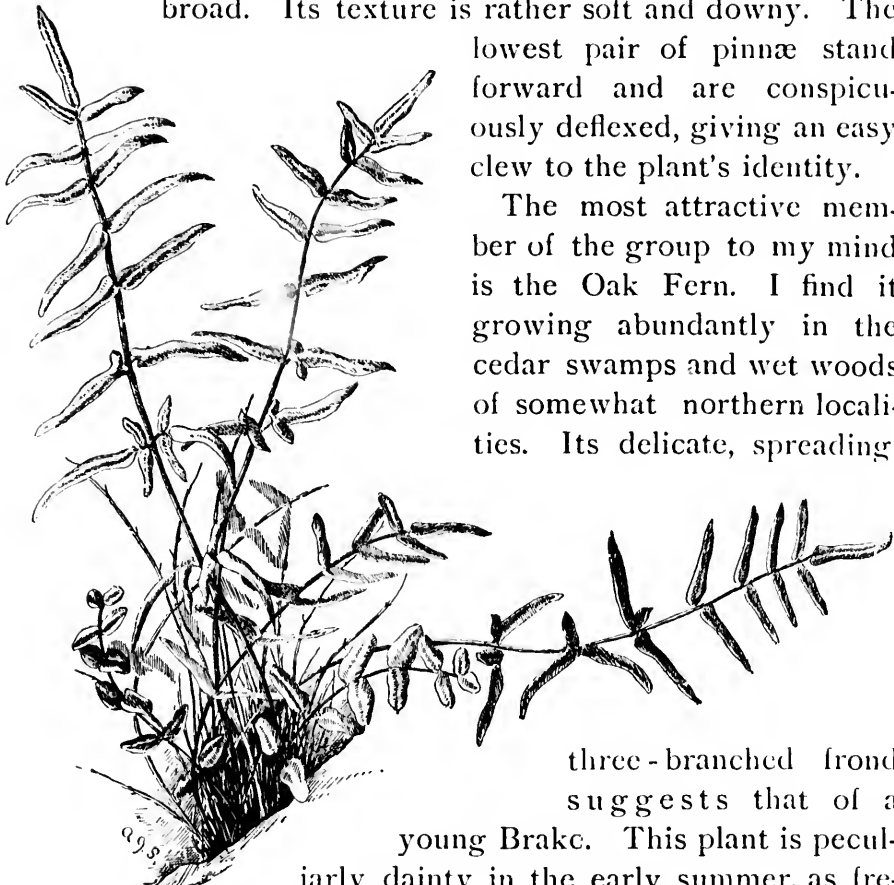 broad. Its texture is rather soft and downy. The
lowest pair of pinnæ stand
forward and are conspicu-
ously deflexed, giving an easy
clew to the plant's identity.
The most attractive mem-
ber of the group to my mind
is the Oak Fern. I find it
growing abundantly in the
cedar swamps and wet woods
of somewhat northern locali-
ties. Its delicate, spreading
three-branched frond
suggests that of a
young Brake. This plant is pecul-
iarly dainty in the early summer, as fre-
a.g.s.